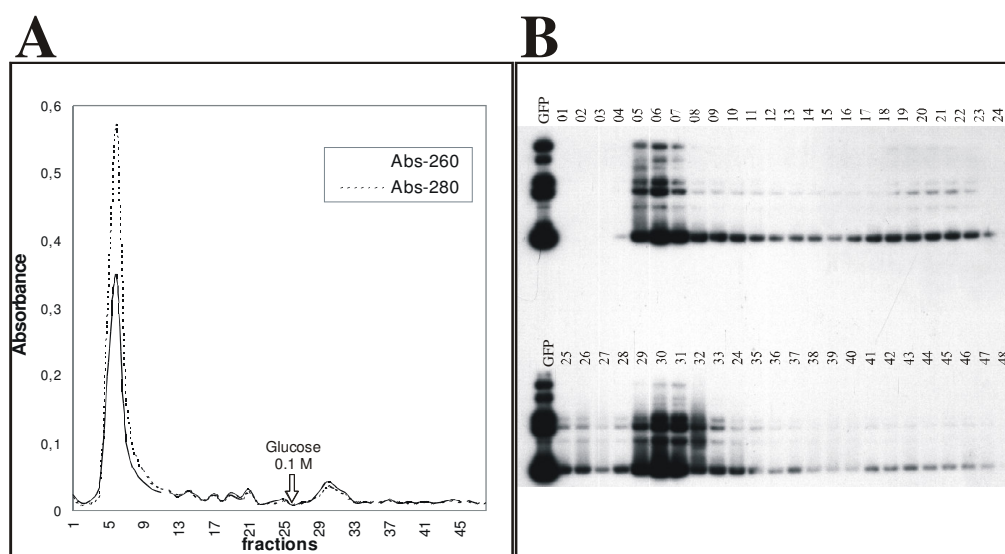 A
B
0,6
0,5
0,4
0,3
0,2
0,1
0
Absorbance
Abs-260
Abs-280
Glucose
0.1 M
1 5 9 13 17 21 25 29 33 37 41 45
fractions
GFP 01 02 03 04 05 06 07 08 09 10 11 12 13 14 15 16 17 18 19 20 21 22 23 24
GFP 25 26 27 28 29 30 31 32 33 24 35 36 37 38 39 40 41 42 43 44 45 46 47 48